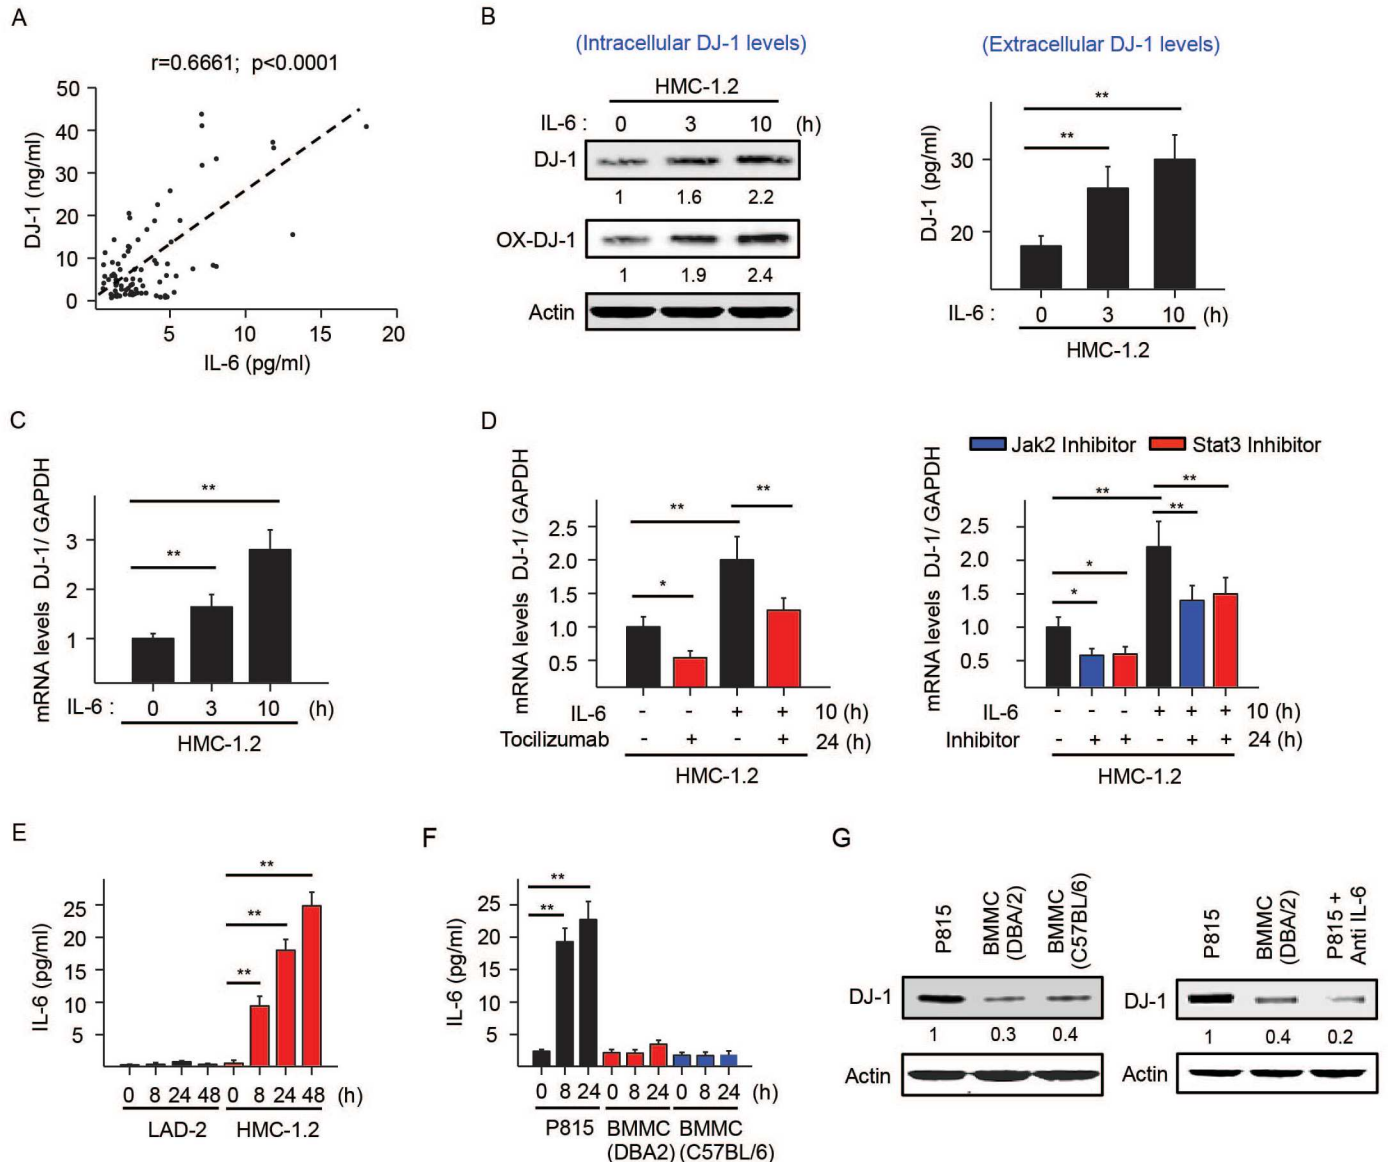 A
r=0.6661; p<0.0001
DJ-1 (ng/ml)
50
40
30
20
10
0
5 10 15 20
IL-6 (pg/ml)
B
(Intracellular DJ-1 levels)
HMC-1.2
IL-6 : 0 3 10 (h)
DJ-1
1 1.6 2.2
OX-DJ-1
1 1.9 2.4
Actin
(Extracellular DJ-1 levels)
DJ-1 (pg/ml)
**
**
30
20
IL-6 : 0 3 10 (h)
HMC-1.2
C
mRNA levels DJ-1/ GAPDH
**
**
3
2
1
IL-6 : 0 3 10 (h)
HMC-1.2
D
mRNA levels DJ-1/ GAPDH
**
**
*
2.5
2.0
1.5
1.0
0.5
IL-6 - - + + 10 (h)
Tocilizumab - + - + 24 (h)
HMC-1.2
Jak2 Inhibitor Stat3 Inhibitor
mRNA levels DJ-1/ GAPDH
**
**
**
*
*
2.5
2.0
1.5
1.0
0.5
IL-6 - - - + + + 10 (h)
Inhibitor - + + - + + 24 (h)
HMC-1.2
E
IL-6 (pg/ml)
**
**
**
25
20
15
10
5
0 8 24 48 0 8 24 48 (h)
LAD-2 HMC-1.2
F
IL-6 (pg/ml)
**
**
25
20
15
10
5
0 8 24 0 8 24 0 8 24 (h)
P815 BMMC BMMC
(DBA2) (C57BL/6)
G
P815
BMMC
(DBA/2)
BMMC
(C57BL/6)
DJ-1
1 0.3 0.4
Actin
P815
BMMC
(DBA/2)
P815 +
Anti IL-6
DJ-1
1 0.4 0.2
Actin